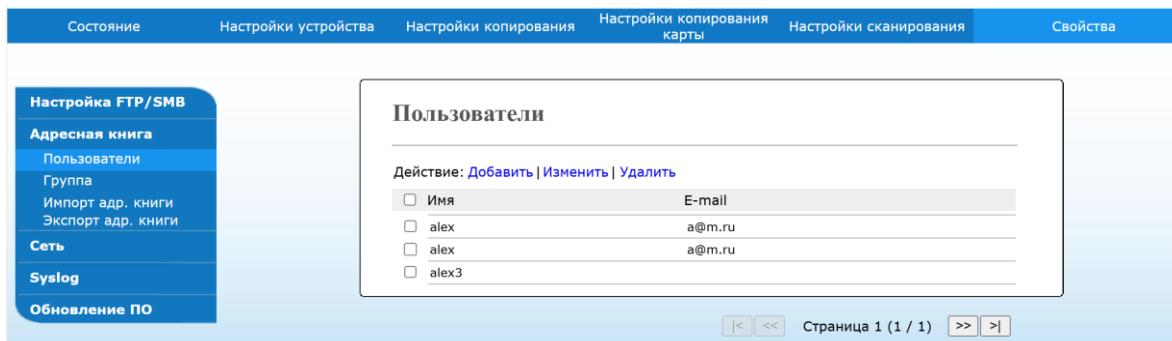 Состояние
Настройки устройства
Настройки копирования
Настройки копирования
карты
Настройки сканирования
Свойства
Настройка FTP/SMB
Адресная книга
Пользователи
Группа
Импорт адр. книги
Экспорт адр. книги
Сеть
Syslog
Обновление ПО
Пользователи
Действие: Добавить | Изменить | Удалить
Имя E-mail
alex a@m.ru
alex a@m.ru
alex3
|< << Страница 1 (1 / 1) >> >|